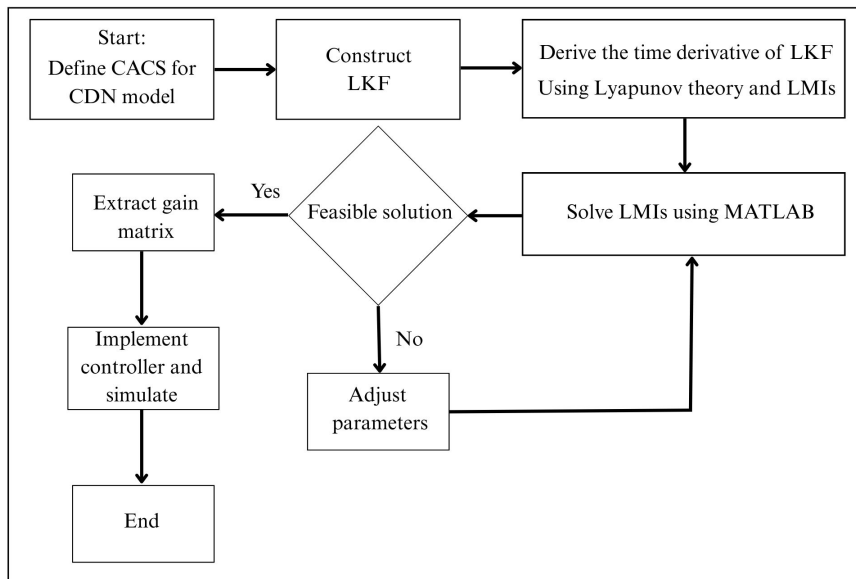 Start:
Define CACS for
CDN model
Construct
LKF
Derive the time derivative of LKF
Using Lyapunov theory and LMIs
Solve LMIs using MATLAB
Feasible solution
Yes
Extract gain
matrix
Implement
controller and
simulate
End
No
Adjust
parameters